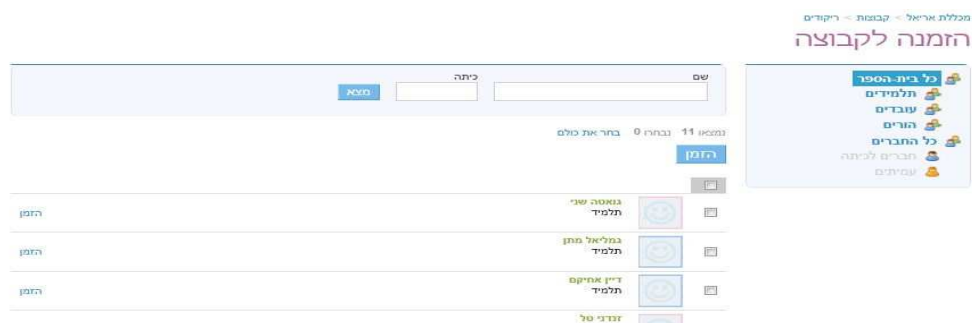 מכללת אריאל > קבוצות > ריקודים
הזמנה לקבוצה
כל בית-הספר
תלמידים
עובדים
הורים
כל החברים
חברים לכיתה
עמיתים
שם
כיתה
מצא
נמצאו 11 נבחרו 0 בחר את כולם
הזמן
גואטה שני
תלמיד
הזמן
גמליאל מתן
תלמיד
הזמן
דיין אחיקם
תלמיד
הזמן
זנדני טל